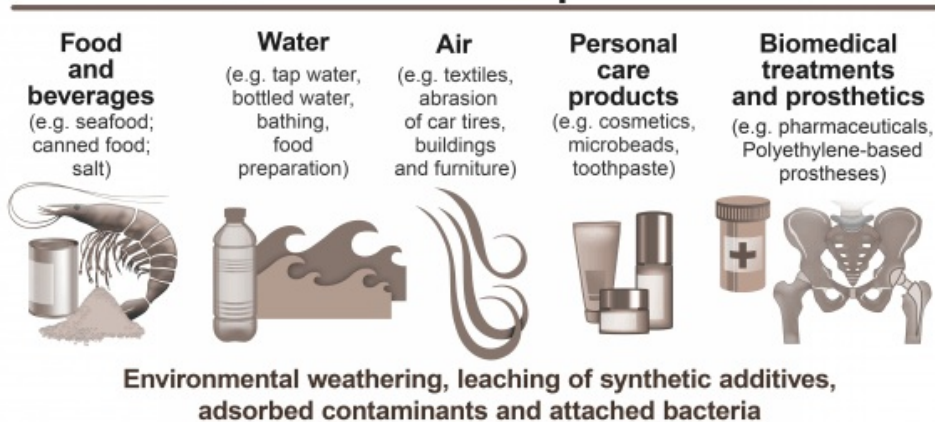 Food
and
beverages
(e.g. seafood;
canned food;
salt)
Water
(e.g. tap water,
bottled water,
bathing,
food
preparation)
Air
(e.g. textiles,
abrasion
of car tires,
buildings
and furniture)
Personal
care
products
(e.g. cosmetics,
microbeads,
toothpaste)
Biomedical
treatments
and prosthetics
(e.g. pharmaceuticals,
Polyethylene-based
prostheses)
Environmental weathering, leaching of synthetic additives,
adsorbed contaminants and attached bacteria